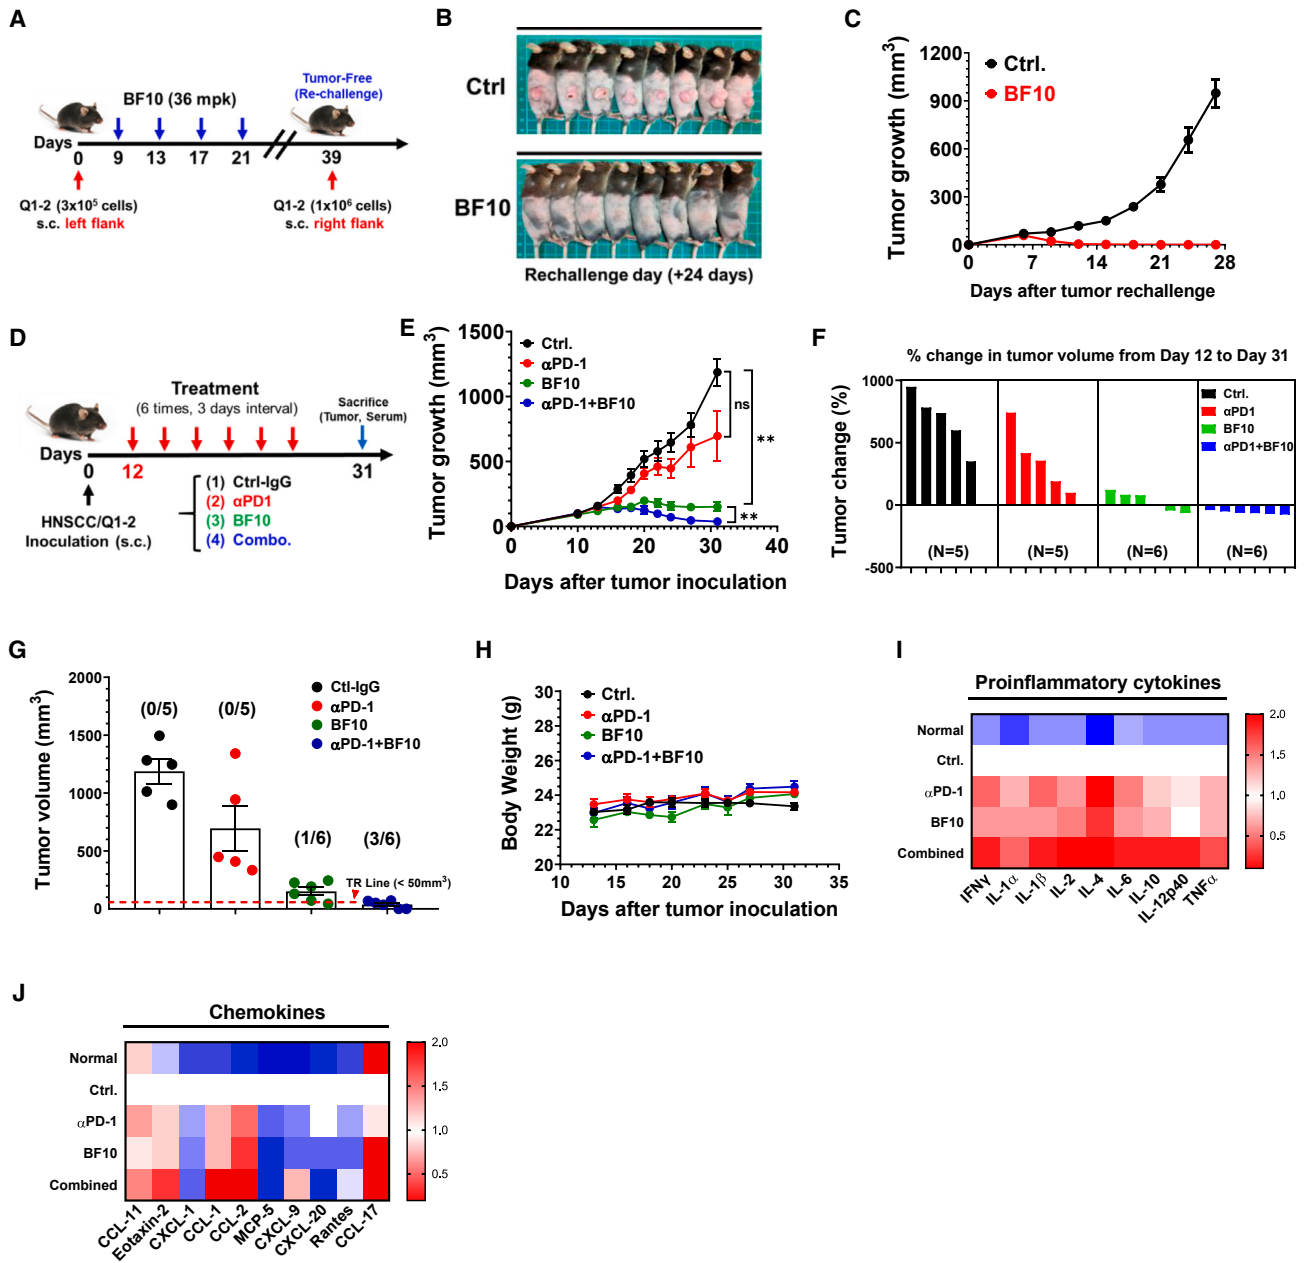 A
BF10 (36 mpk)
Tumor-Free
(Re-challenge)
Days
0
9
13
17
21
39
Q1-2 (3x10⁵ cells)
s.c. left flank
Q1-2 (1x10⁶ cells)
s.c. right flank
B
Ctrl
BF10
Rechallenge day (+24 days)
C
Tumor growth (mm³)
1200
900
600
300
0
Ctrl.
BF10
0
7
14
21
28
Days after tumor rechallenge
D
Treatment
(6 times, 3 days interval)
Sacrifice
(Tumor, Serum)
Days
0
12
31
HNSCC/Q1-2
Inoculation (s.c.)
(1) Ctrl-IgG
(2) αPD1
(3) BF10
(4) Combo.
E
Tumor growth (mm³)
1500
1000
500
0
Ctrl.
αPD-1
BF10
αPD-1+BF10
ns
**
**
0
10
20
30
40
Days after tumor inoculation
F
% change in tumor volume from Day 12 to Day 31
Tumor change (%)
1000
500
0
-500
Ctrl.
αPD1
BF10
αPD1+BF10
(N=5)
(N=5)
(N=6)
(N=6)
G
Tumor volume (mm³)
2000
1500
1000
500
0
(0/5)
(0/5)
(1/6)
(3/6)
Ctl-IgG
αPD-1
BF10
αPD-1+BF10
TR Line (< 50mm³)
H
Body Weight (g)
30
28
26
24
22
20
Ctrl.
αPD-1
BF10
αPD-1+BF10
10
15
20
25
30
35
Days after tumor inoculation
I
Proinflammatory cytokines
Normal
Ctrl.
αPD-1
BF10
Combined
IFNγ
IL-1α
IL-1β
IL-2
IL-4
IL-6
IL-10
IL-12p40
TNFα
2.0
1.5
1.0
0.5
J
Chemokines
Normal
Ctrl.
αPD-1
BF10
Combined
CCL-11
Eotaxin-2
CXCL-1
CCL-1
CCL-2
MCP-5
CXCL-9
CXCL-20
Rantes
CCL-17
2.0
1.5
1.0
0.5